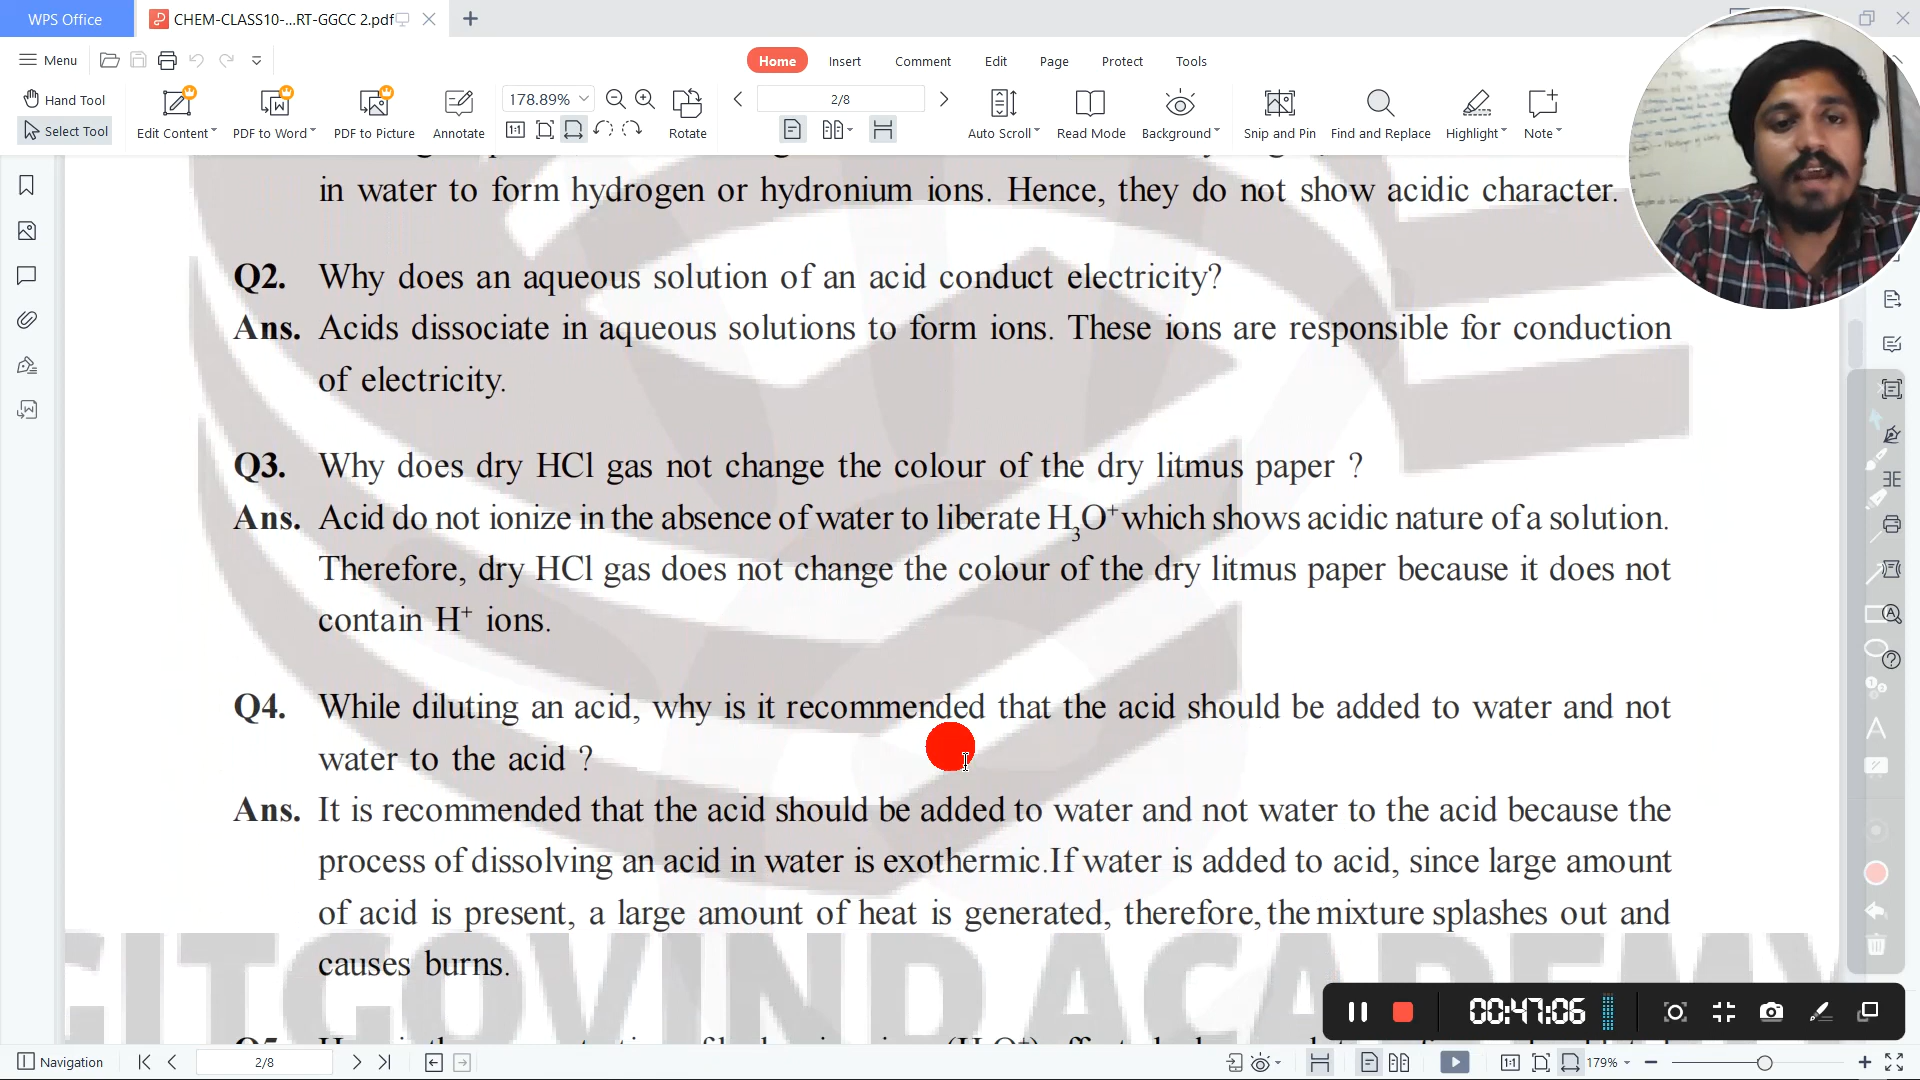 WPS Office
CHEM-CLASS10-...RT-GGCC 2.pdf
Menu
Home Insert Comment Edit Page Protect Tools
Hand Tool
Select Tool
Edit Content
PDF to Word
PDF to Picture
Annotate
178.89%
Rotate
2/8
Auto Scroll
Read Mode
Background
Snip and Pin
Find and Replace
Highlight
Note
in water to form hydrogen or hydronium ions. Hence, they do not show acidic character.
Q2. Why does an aqueous solution of an acid conduct electricity?
Ans. Acids dissociate in aqueous solutions to form ions. These ions are responsible for conduction
of electricity.
Q3. Why does dry HCl gas not change the colour of the dry litmus paper ?
Ans. Acid do not ionize in the absence of water to liberate H₃O⁺ which shows acidic nature of a solution.
Therefore, dry HCl gas does not change the colour of the dry litmus paper because it does not
contain H⁺ ions.
Q4. While diluting an acid, why is it recommended that the acid should be added to water and not
water to the acid ?
Ans. It is recommended that the acid should be added to water and not water to the acid because the
process of dissolving an acid in water is exothermic.If water is added to acid, since large amount
of acid is present, a large amount of heat is generated, therefore, the mixture splashes out and
causes burns.
GITGOVIND ACADEMY
00:47:06
Navigation
2/8
179%